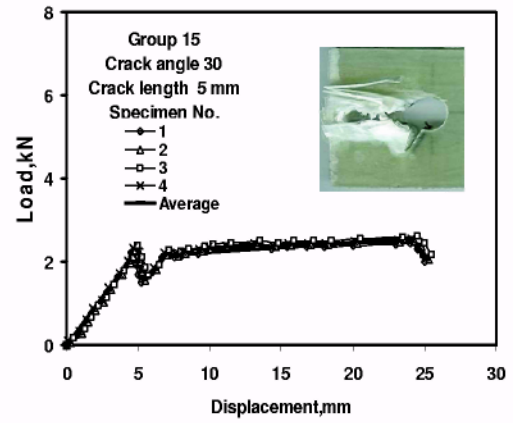 8
Group 15
Crack angle 30
Crack length 5 mm
Specimen No.
1
2
3
4
Average
6
4
2
0
Load,kN
0 5 10 15 20 25 30
Displacement,mm